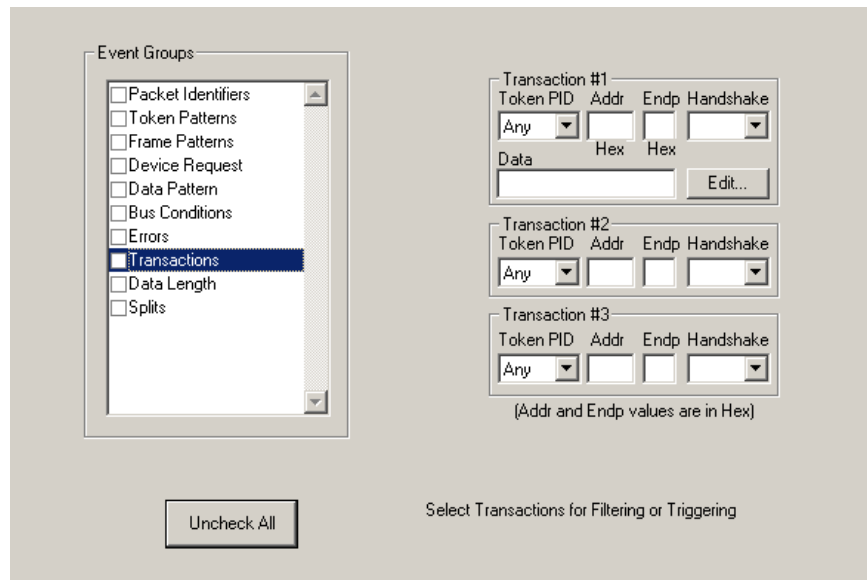 Event Groups
Packet Identifiers
Token Patterns
Frame Patterns
Device Request
Data Pattern
Bus Conditions
Errors
Transactions
Data Length
Splits
Uncheck All
Transaction #1
Token PID Addr Endp Handshake
Any
Hex Hex
Data
Edit...
Transaction #2
Token PID Addr Endp Handshake
Any
Transaction #3
Token PID Addr Endp Handshake
Any
(Addr and Endp values are in Hex)
Select Transactions for Filtering or Triggering